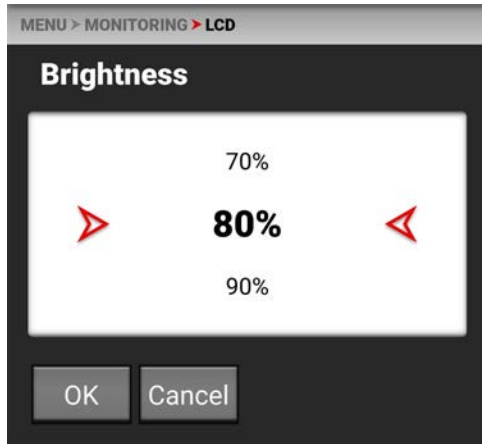 MENU > MONITORING > LCD
Brightness
70%
80%
90%
OK Cancel